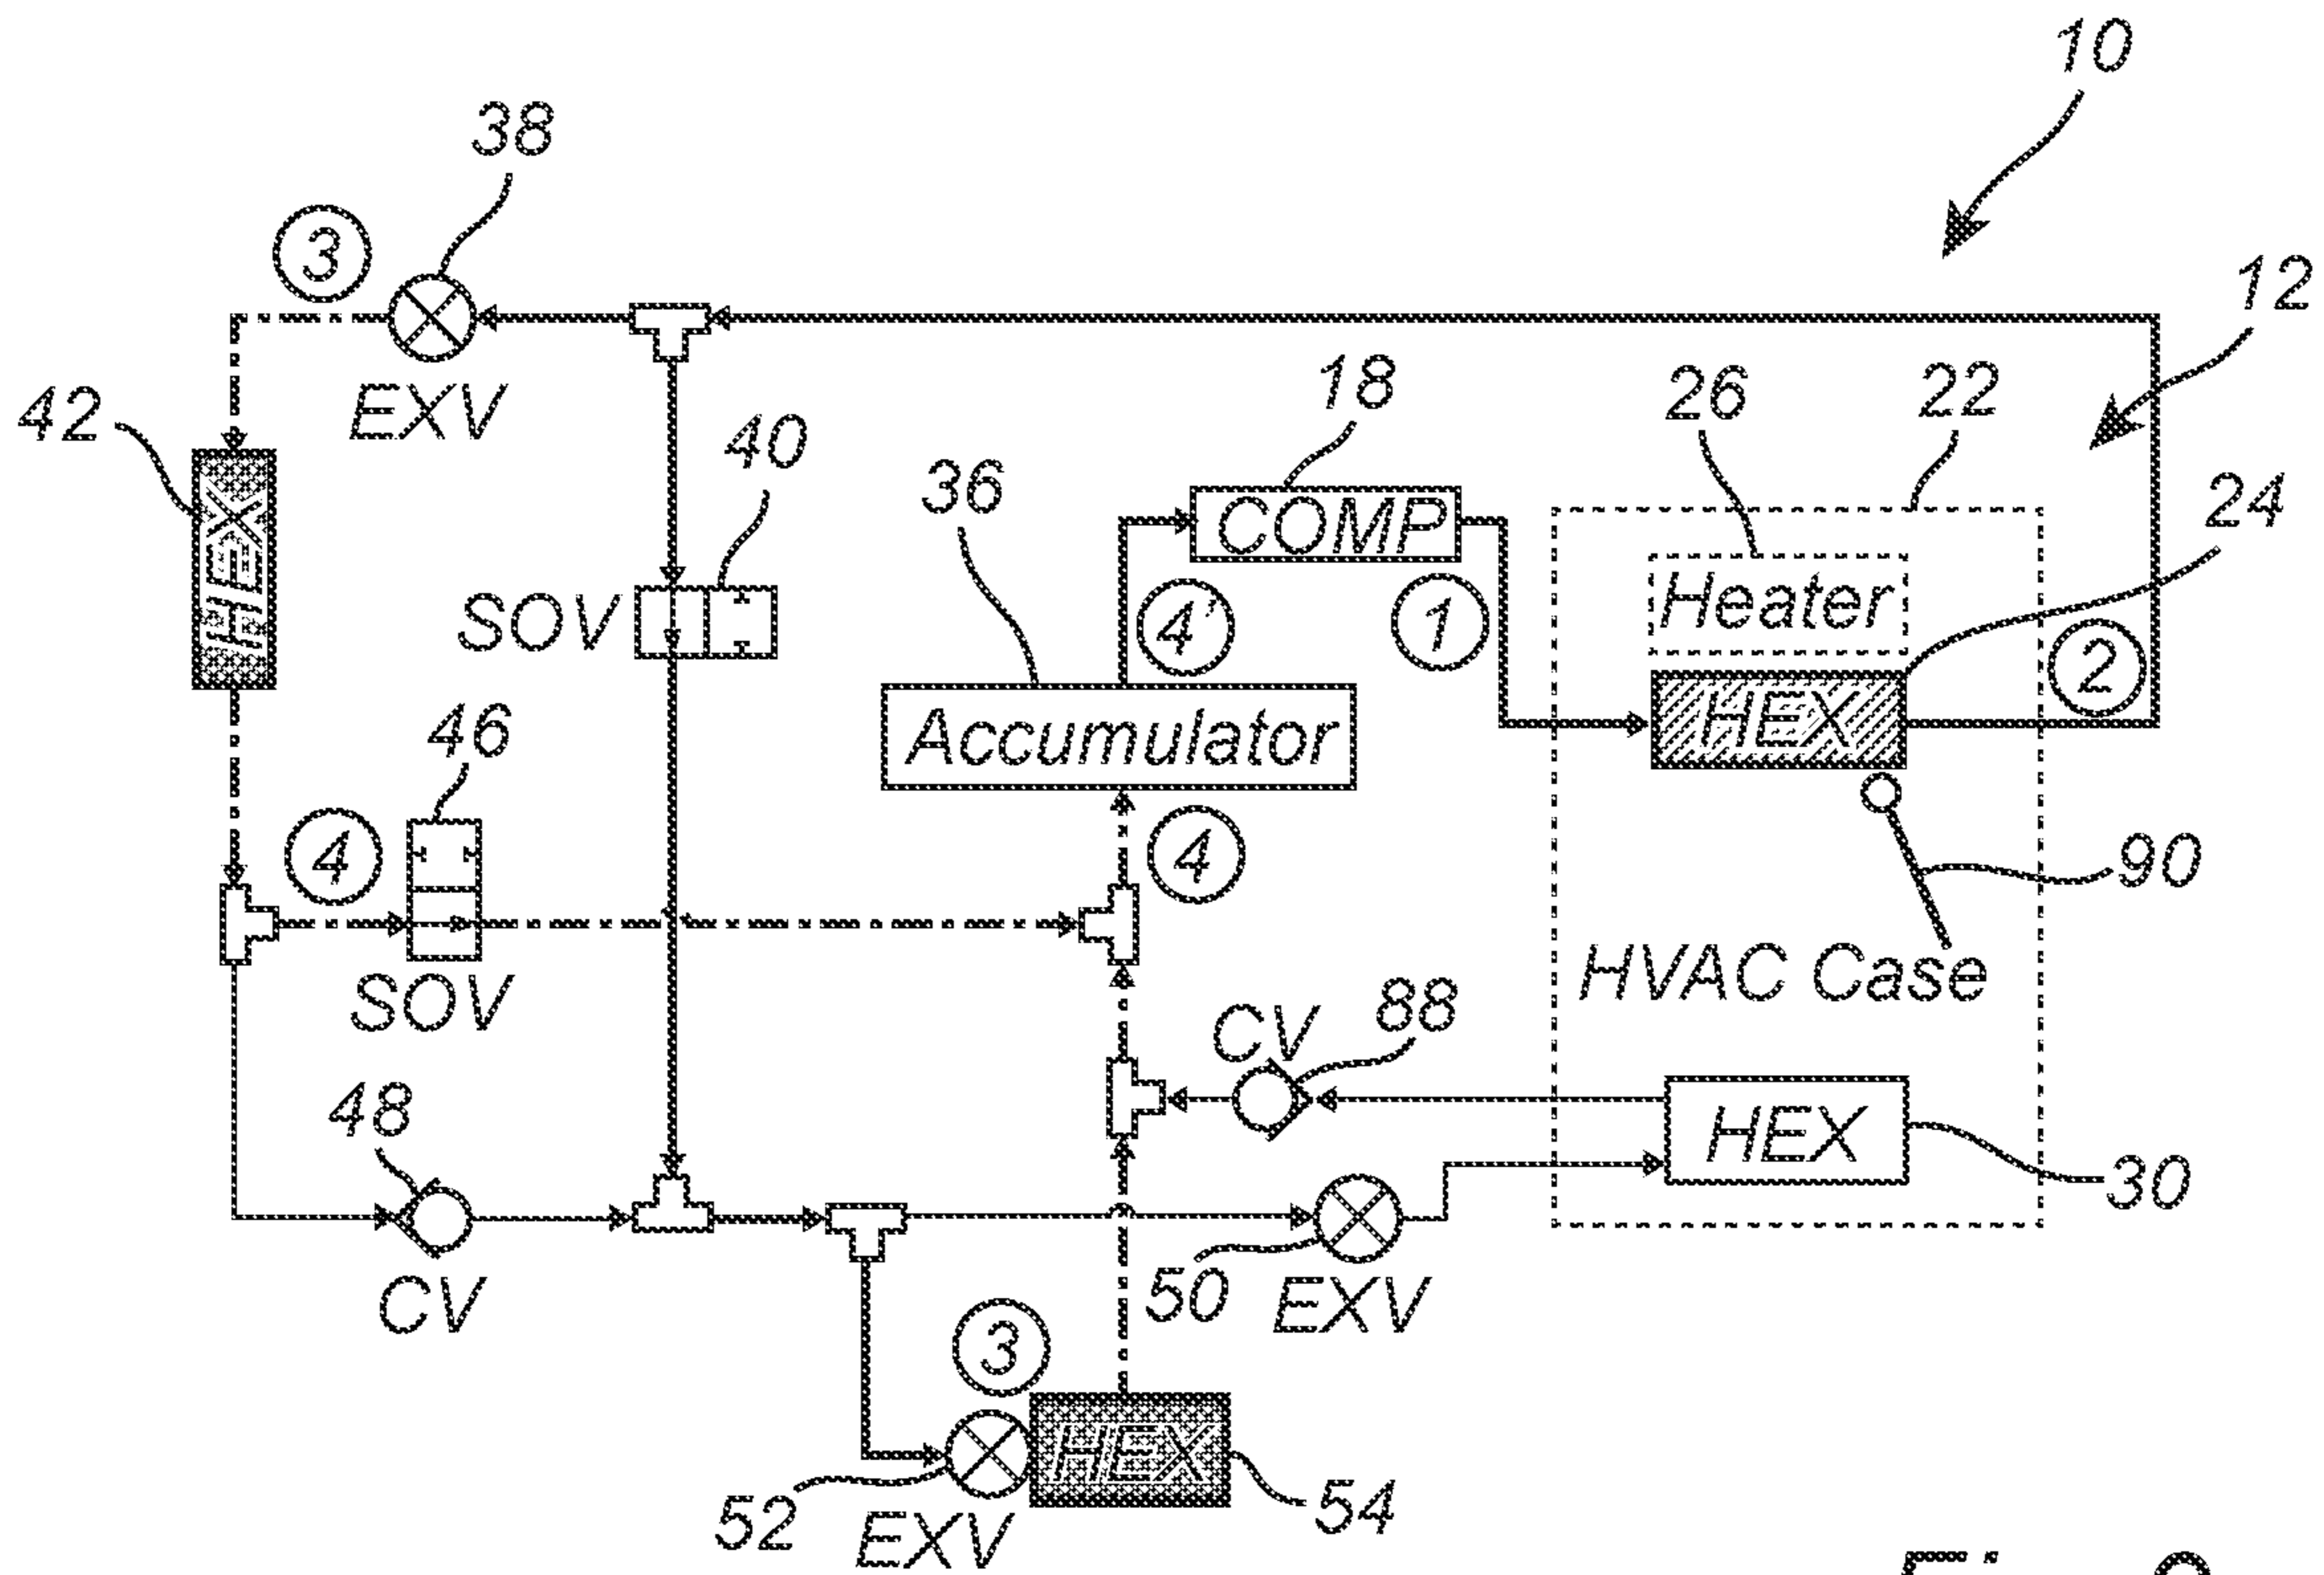 10
38
3
12
EXV
42
HEX
18
26
22
40
36
24
COMP
SOV
Heater
4'
1
2
HEX
46
Accumulator
4
4
90
SOV
HVAC Case
CV
88
48
HEX
30
CV
50
EXV
3
HEX
52
EXV
54